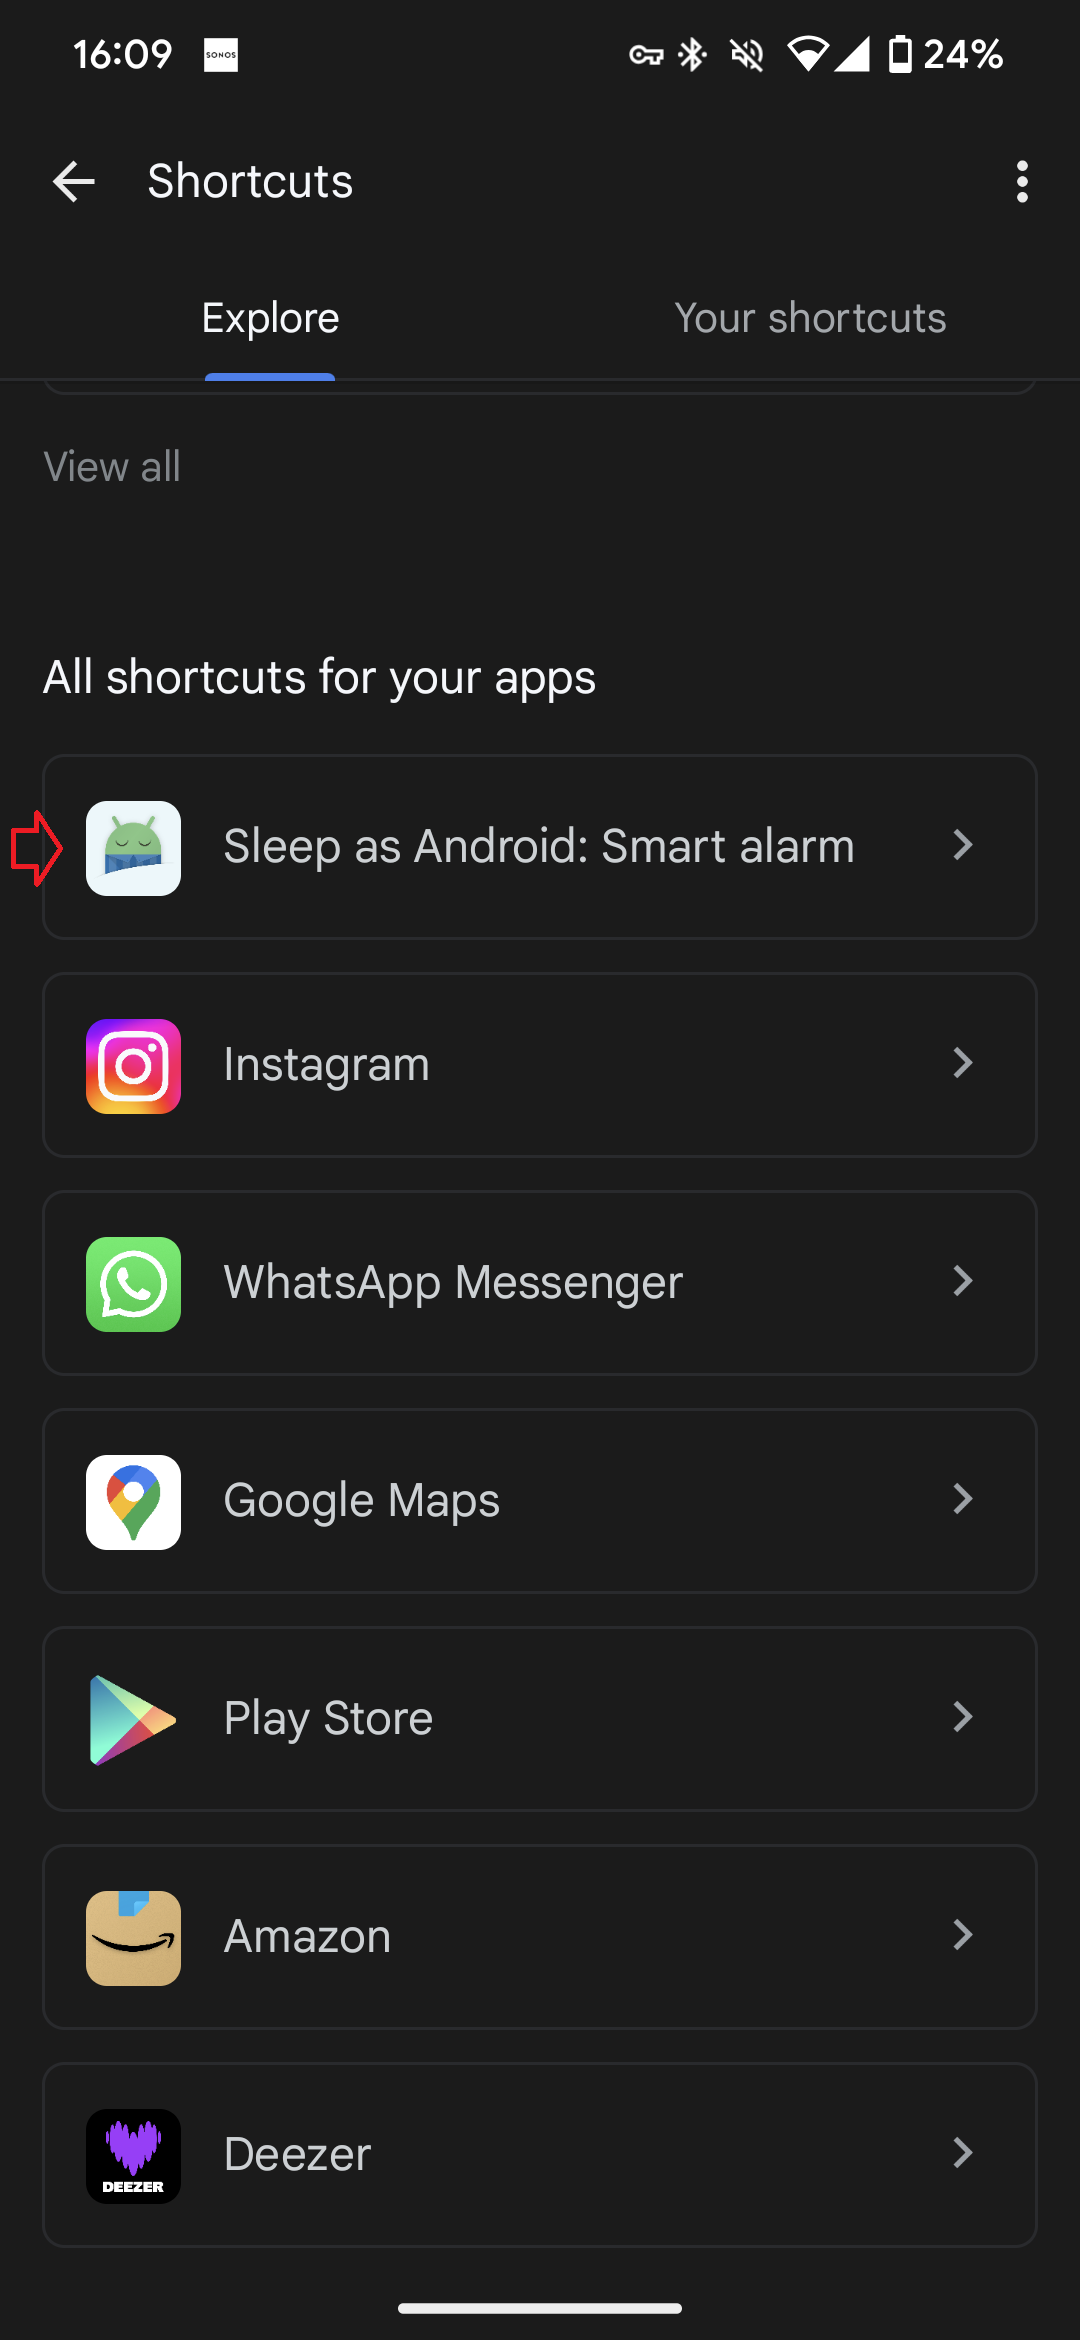 16:09 SONOS 24%
Shortcuts
Explore Your shortcuts
View all
All shortcuts for your apps
Sleep as Android: Smart alarm
Instagram
WhatsApp Messenger
Google Maps
Play Store
Amazon
DEEZER Deezer